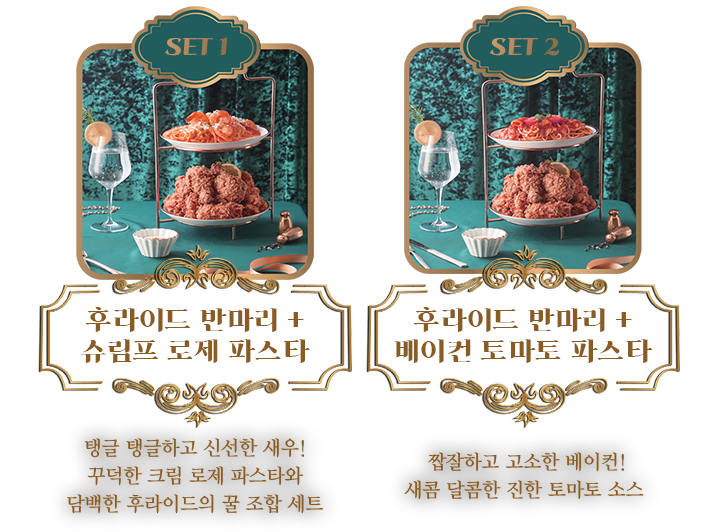 SET 1
후라이드 반마리 +
슈림프 로제 파스타
탱글 탱글하고 신선한 새우!
꾸덕한 크림 로제 파스타와
담백한 후라이드의 꿀 조합 세트
SET 2
후라이드 반마리 +
베이컨 토마토 파스타
짭잘하고 고소한 베이컨!
새콤 달콤한 진한 토마토 소스